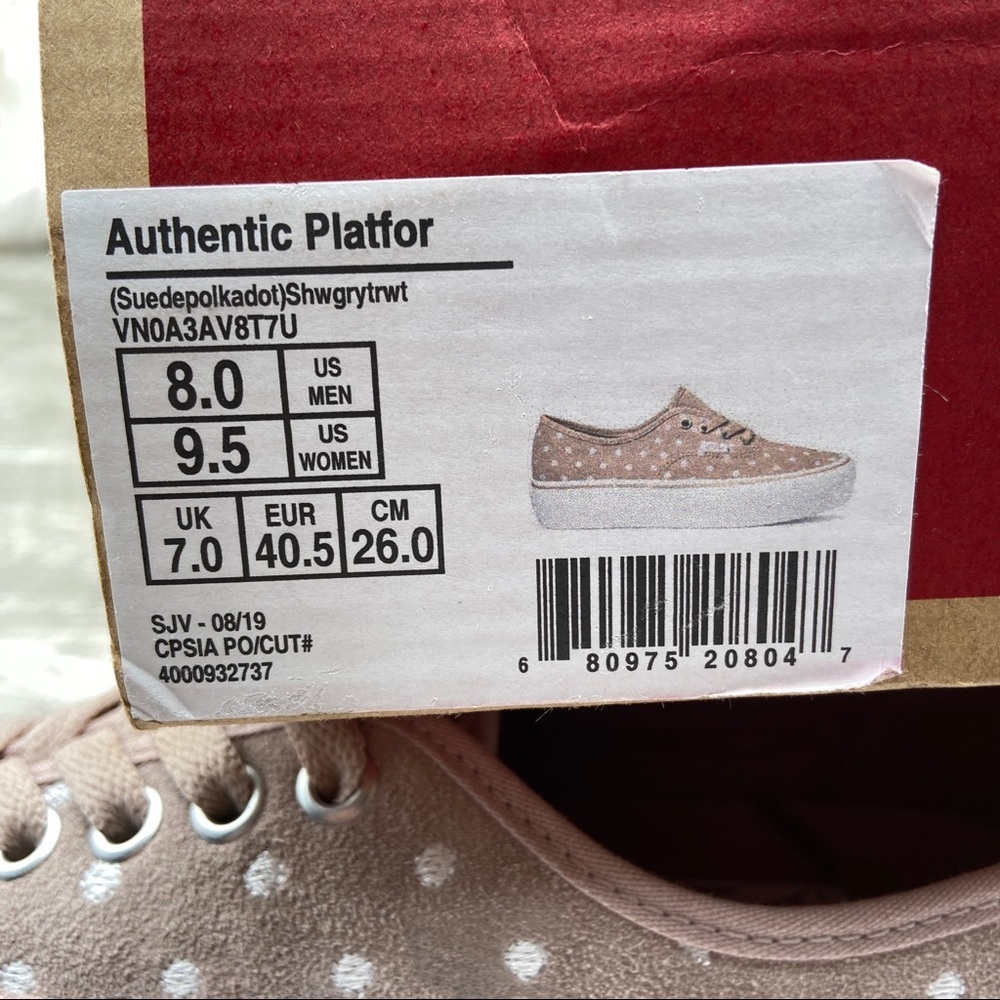 Authentic Platfor
(Suedepolkadot)Shwgrytrwt
VN0A3AV8T7U
8.0 US MEN
9.5 US WOMEN
UK EUR CM
7.0 40.5 26.0
SJV - 08/19
CPSIA PO/CUT#
4000932737
6 80975 20804 7